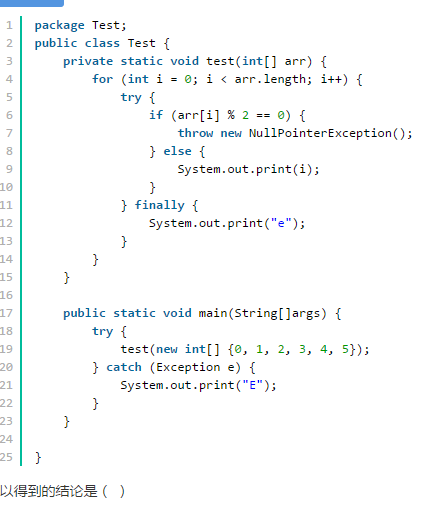 1 package Test;
2 public class Test {
3 private static void test(int[] arr) {
4 for (int i = 0; i < arr.length; i++) {
5 try {
6 if (arr[i] % 2 == 0) {
7 throw new NullPointerException();
8 } else {
9 System.out.print(i);
10 }
11 } finally {
12 System.out.print("e");
13 }
14 }
15 }
16
17 public static void main(String[]args) {
18 try {
19 test(new int[] {0, 1, 2, 3, 4, 5});
20 } catch (Exception e) {
21 System.out.print("E");
22 }
23 }
24
25 }
以得到的结论是（ ）